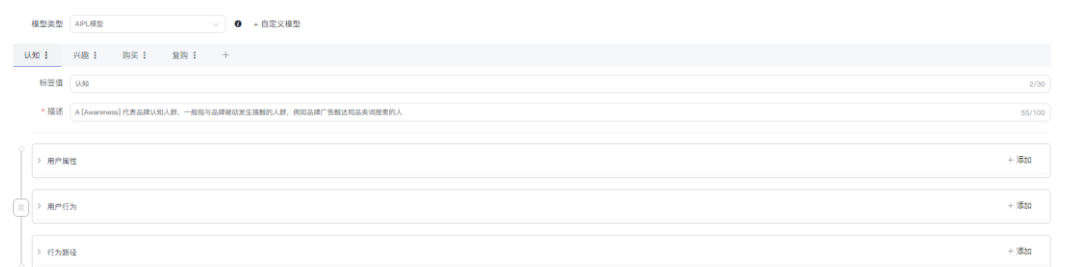 模型类型 AIPL模型 + 自定义模型
认知 兴趣 购买 复购 +
标签值 认知 2/30
* 描述 A [Awareness] 代表品牌认知人群，一般指与品牌被动发生接触的人群，例如品牌广告触达和品类词搜索的人 55/100
> 用户属性 + 添加
> 用户行为 + 添加
> 行为路径 + 添加